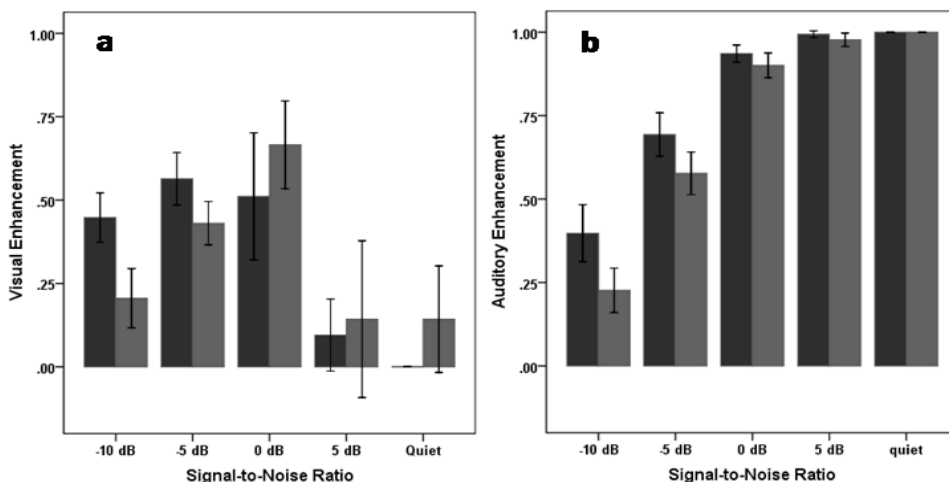 a
Visual Enhancement
1.00
.75
.50
.25
.00
-10 dB
-5 dB
0 dB
5 dB
Quiet
Signal-to-Noise Ratio
b
Auditory Enhancement
1.00
.75
.50
.25
.00
-10 dB
-5 dB
0 dB
5 dB
quiet
Signal-to-Noise Ratio